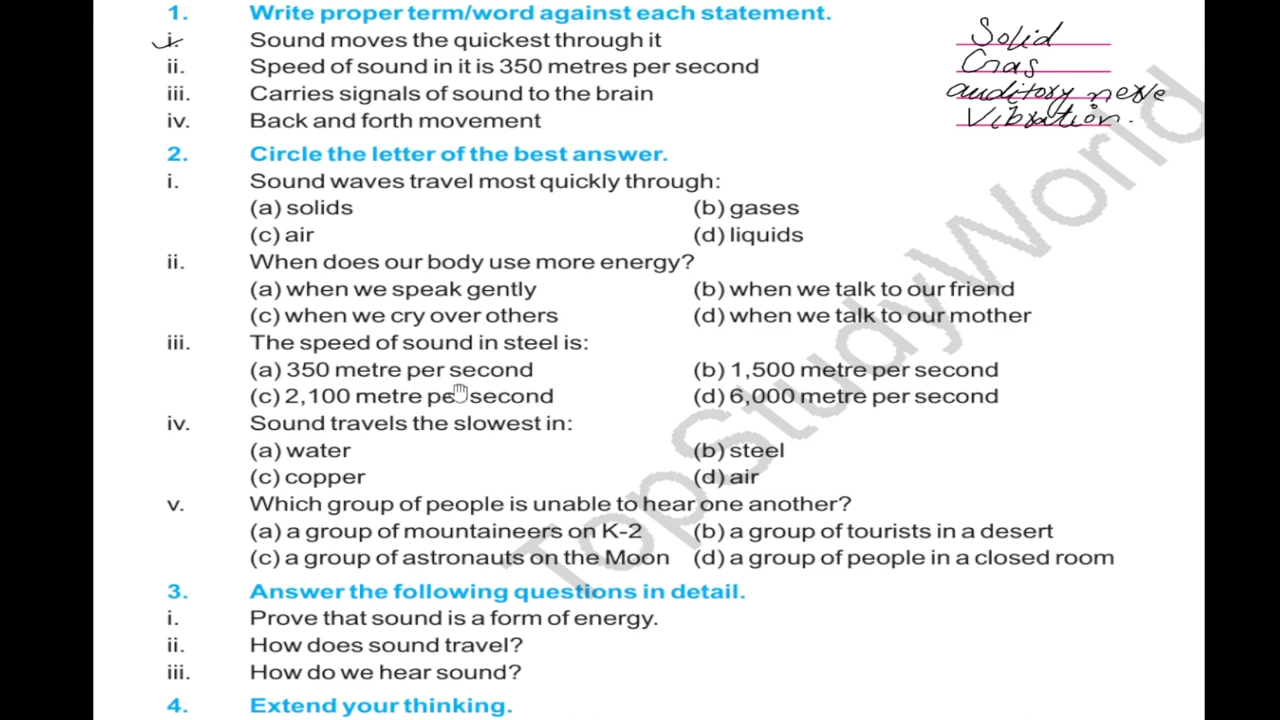 1. Write proper term/word against each statement.
i. Sound moves the quickest through it Solid
ii. Speed of sound in it is 350 metres per second Gas
iii. Carries signals of sound to the brain auditory nerve
iv. Back and forth movement Vibration.
2. Circle the letter of the best answer.
i. Sound waves travel most quickly through:
(a) solids (b) gases
(c) air (d) liquids
ii. When does our body use more energy?
(a) when we speak gently (b) when we talk to our friend
(c) when we cry over others (d) when we talk to our mother
iii. The speed of sound in steel is:
(a) 350 metre per second (b) 1,500 metre per second
(c) 2,100 metre per second (d) 6,000 metre per second
iv. Sound travels the slowest in:
(a) water (b) steel
(c) copper (d) air
v. Which group of people is unable to hear one another?
(a) a group of mountaineers on K-2 (b) a group of tourists in a desert
(c) a group of astronauts on the Moon (d) a group of people in a closed room
3. Answer the following questions in detail.
i. Prove that sound is a form of energy.
ii. How does sound travel?
iii. How do we hear sound?
4. Extend your thinking.
TopStudyWorld